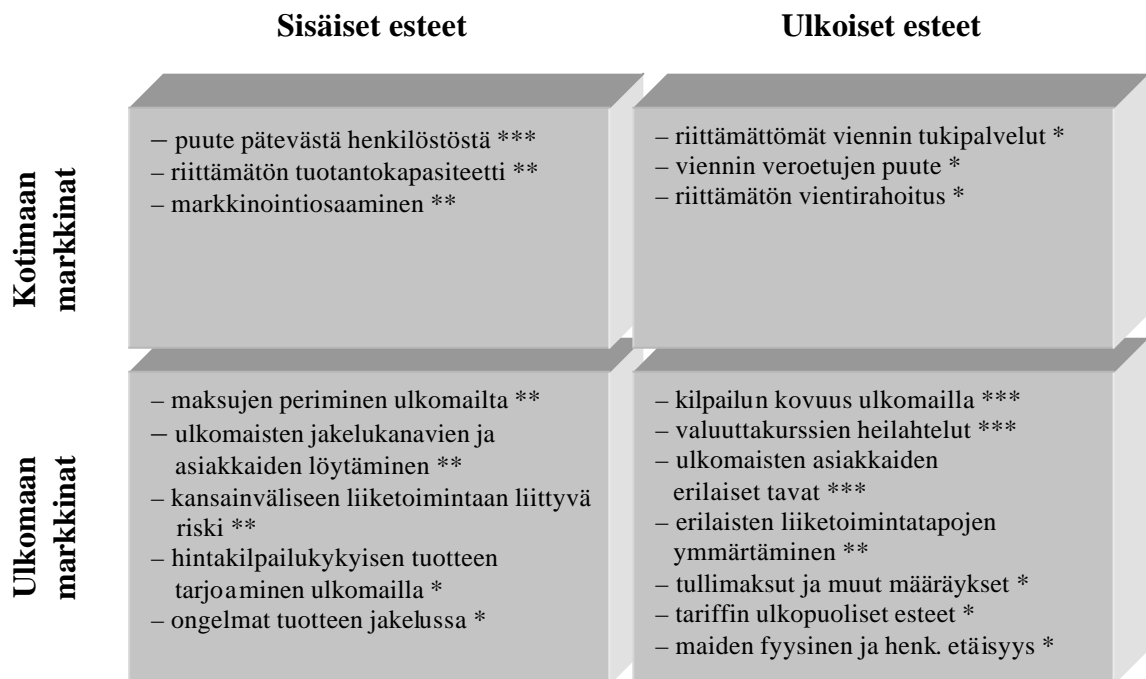 Sisäiset esteet
Ulkoiset esteet
Kotimaan
markkinat
– puute pätevästä henkilöstöstä ***
– riittämätön tuotantokapasiteetti **
– markkinointiosaaminen **
– riittämättömät viennin tukipalvelut *
– viennin veroetujen puute *
– riittämätön vientirahoitus *
Ulkomaan
markkinat
– maksujen periminen ulkomailta **
– ulkomaisten jakelukanavien ja
asiakkaiden löytäminen **
– kansainväliseen liiketoimintaan liittyvä
riski **
– hintakilpailukykyisen tuotteen
tarjoaminen ulkomailla *
– ongelmat tuotteen jakelussa *
– kilpailun kovuus ulkomailla ***
– valuuttakurssien heilahtelut ***
– ulkomaisten asiakkaiden
erilaiset tavat ***
– erilaisten liiketoimintatapojen
ymmärtäminen **
– tullimaksut ja muut määräykset *
– tariffin ulkopuoliset esteet *
– maiden fyysinen ja henk. etäisyys *